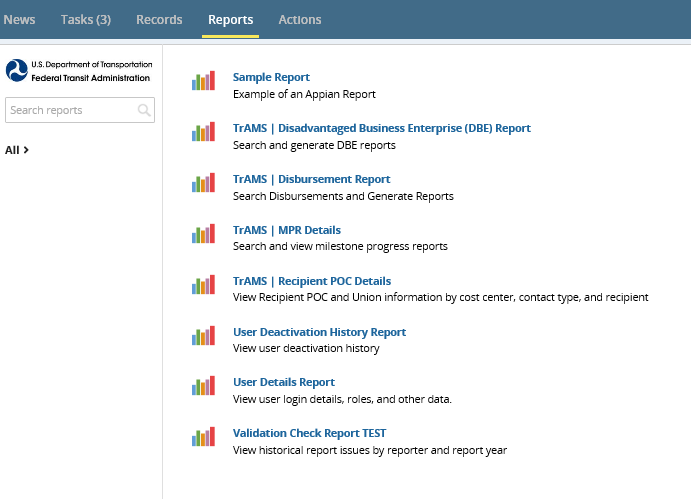 News Tasks (3) Records Reports Actions
U.S. Department of Transportation
Federal Transit Administration
Search reports
All >
Sample Report
Example of an Appian Report
TrAMS | Disadvantaged Business Enterprise (DBE) Report
Search and generate DBE reports
TrAMS | Disbursement Report
Search Disbursements and Generate Reports
TrAMS | MPR Details
Search and view milestone progress reports
TrAMS | Recipient POC Details
View Recipient POC and Union information by cost center, contact type, and recipient
User Deactivation History Report
View user deactivation history
User Details Report
View user login details, roles, and other data.
Validation Check Report TEST
View historical report issues by reporter and report year